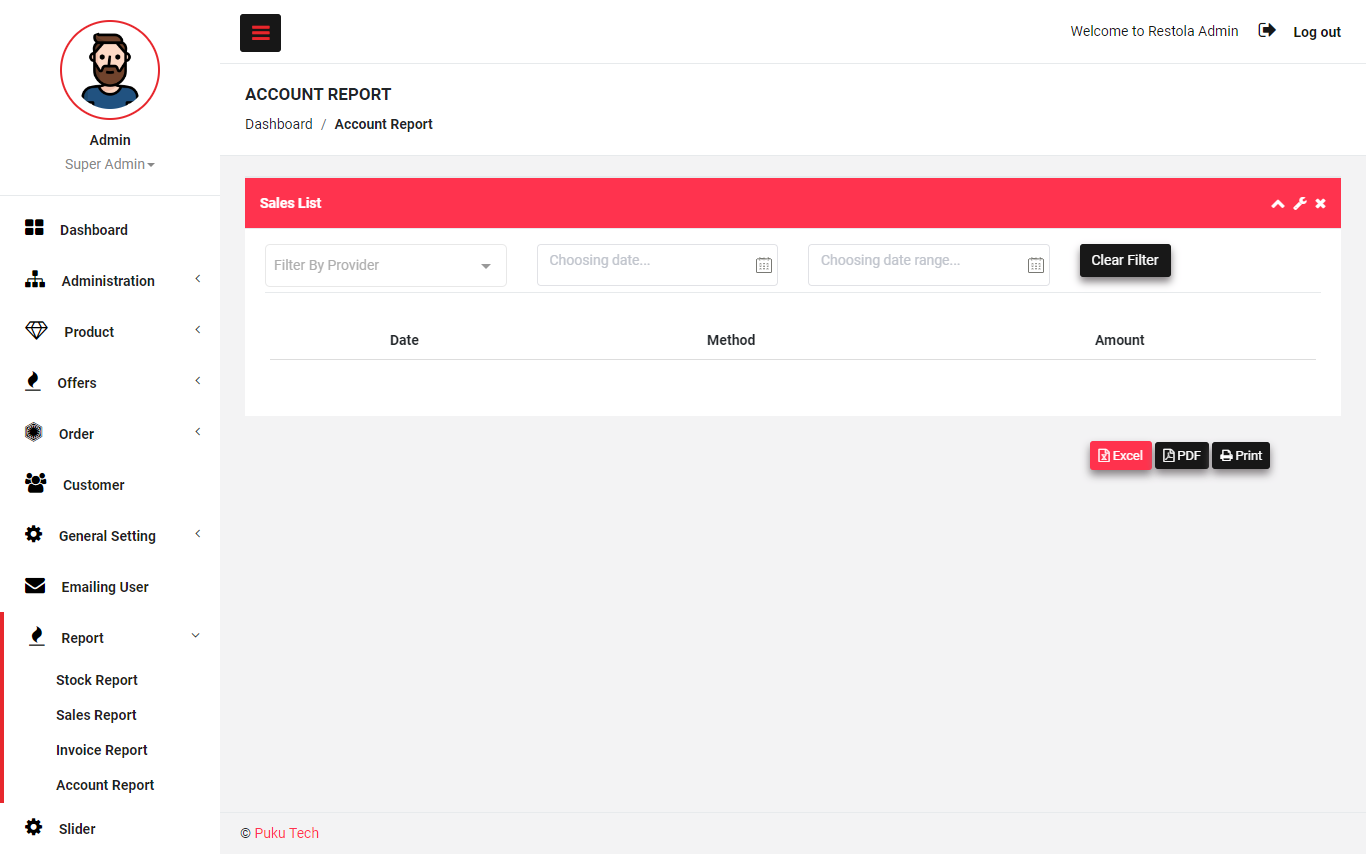 Welcome to Restola Admin Log out
Admin
Super Admin
ACCOUNT REPORT
Dashboard / Account Report
Dashboard
Administration
Product
Offers
Order
Customer
General Setting
Emailing User
Report
Stock Report
Sales Report
Invoice Report
Account Report
Slider
Sales List
Filter By Provider Choosing date... Choosing date range... Clear Filter
Date Method Amount
Excel PDF Print
© Puku Tech